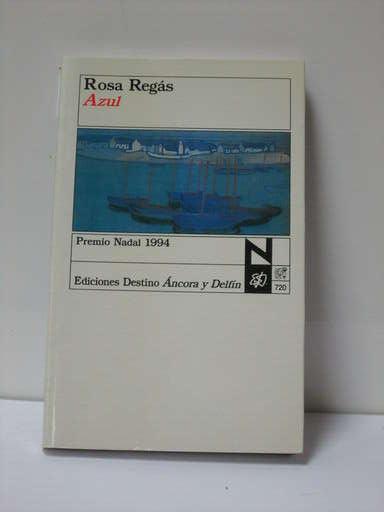 Rosa Regás
Azul
Premio Nadal 1994
N
Ediciones Destino Áncora y Delfín
720